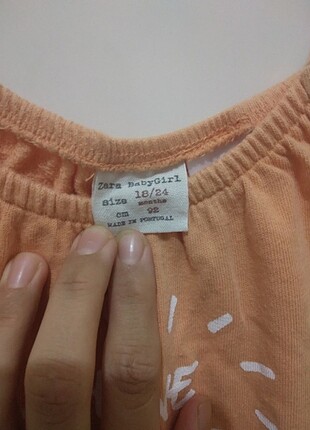 Zara BabyGirl
size 18/24
months
cm 92
MADE IN PORTUGAL